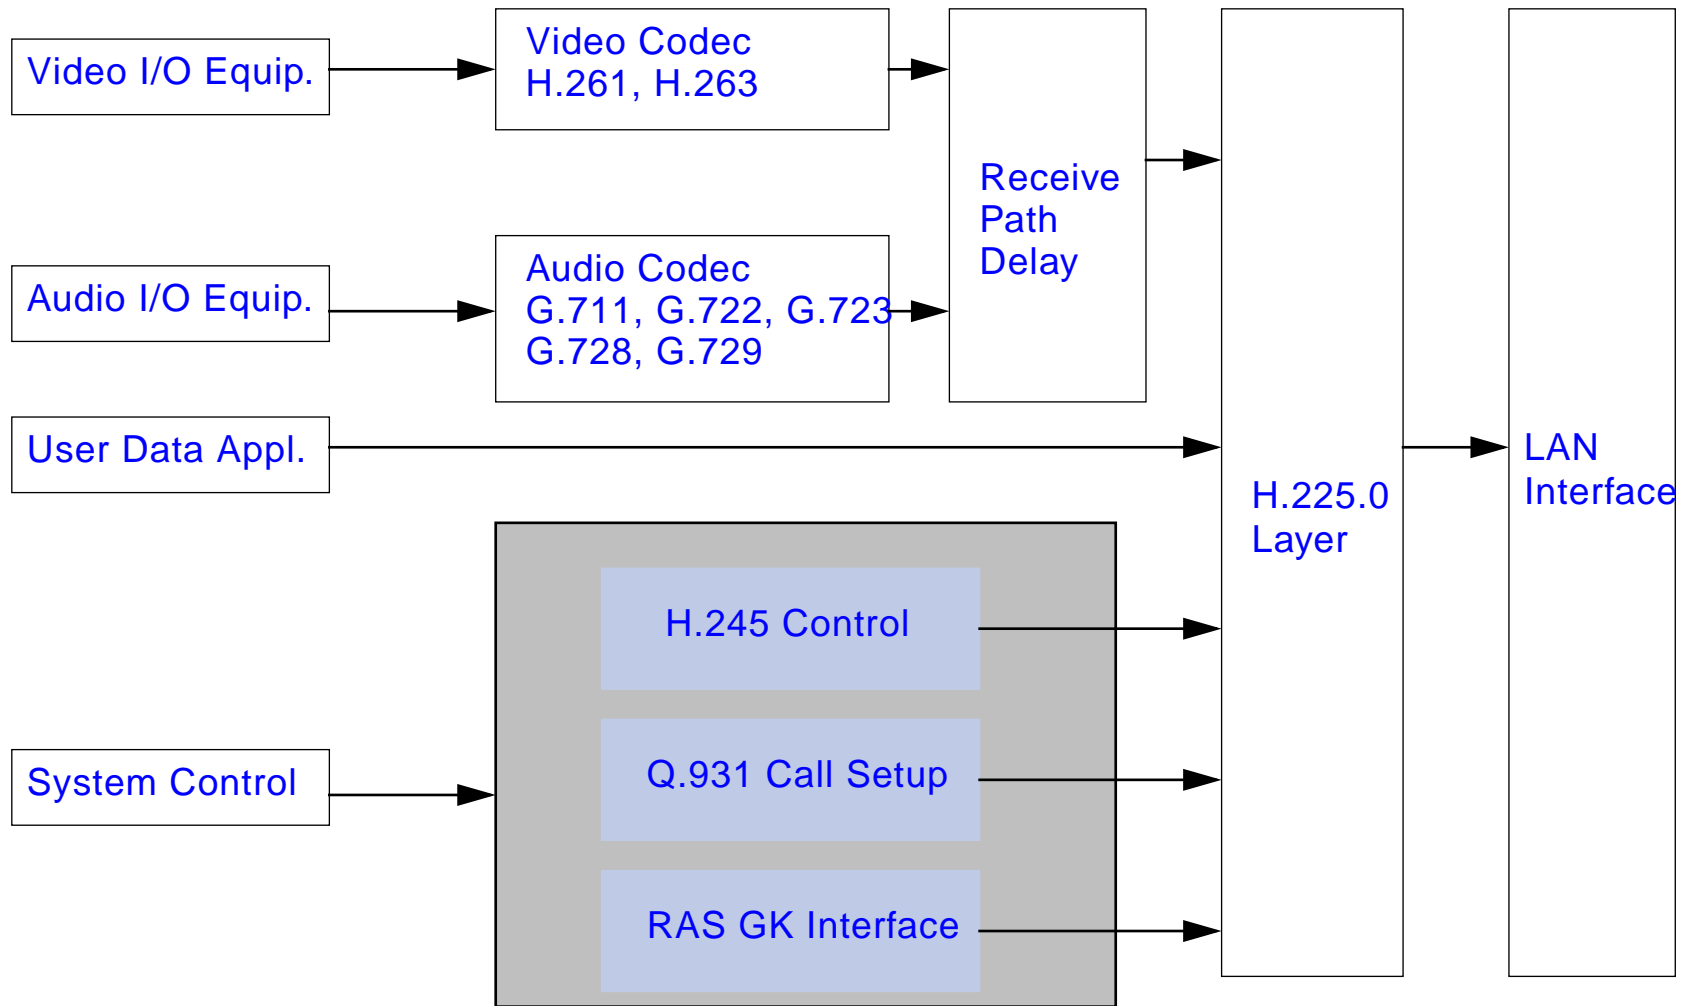 Video I/O Equip.
Video Codec
H.261, H.263
Receive
Path
Delay
Audio I/O Equip.
Audio Codec
G.711, G.722, G.723
G.728, G.729
User Data Appl.
H.225.0
Layer
LAN
Interface
System Control
H.245 Control
Q.931 Call Setup
RAS GK Interface